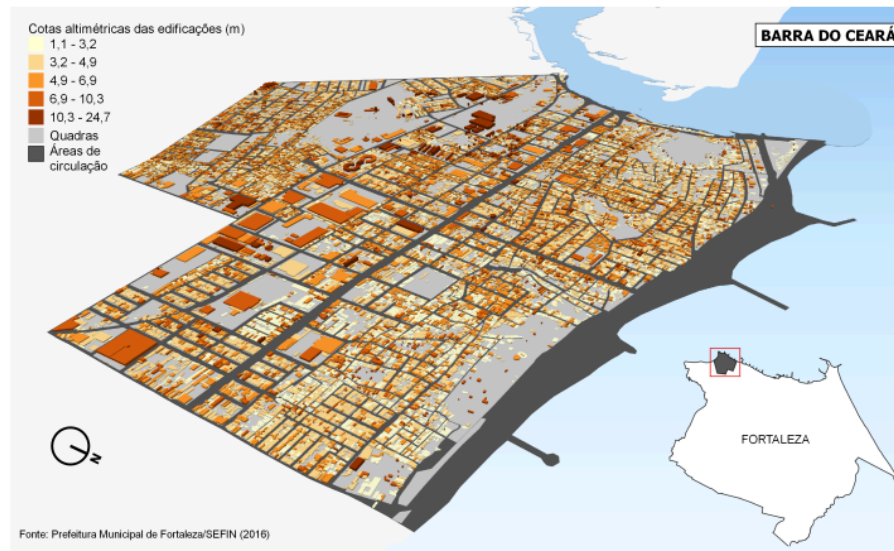 Cotas altimétricas das edificações (m)
1,1 - 3,2
3,2 - 4,9
4,9 - 6,9
6,9 - 10,3
10,3 - 24,7
Quadras
Áreas de
circulação
BARRA DO CEARÁ
N
FORTALEZA
Fonte: Prefeitura Municipal de Fortaleza/SEFIN (2016)